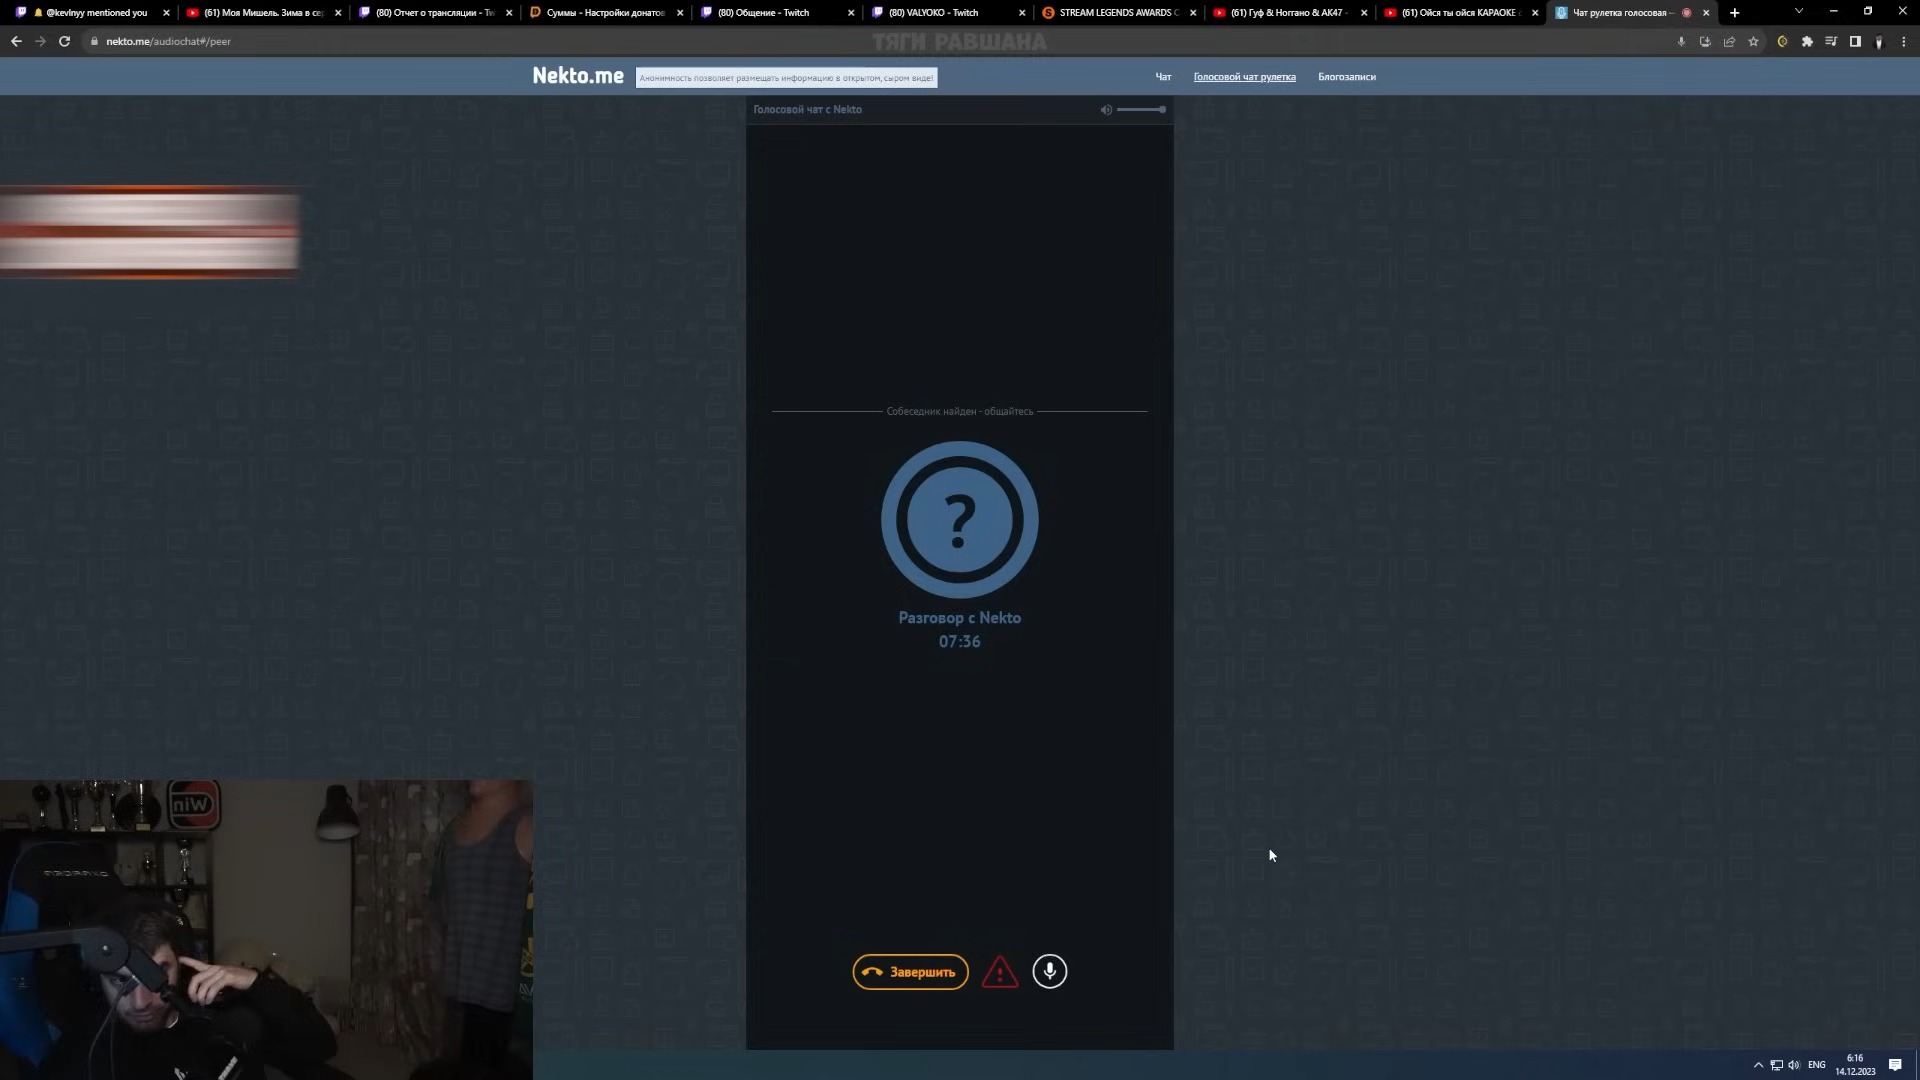 @kevlnyy mentioned you
(61) Моя Мишель. Зима в се
(80) Отчет о трансляции - Tw
Суммы - Настройки донатов
(80) Общение - Twitch
(80) VALYOKO - Twitch
STREAM LEGENDS AWARDS С
(61) Гуф & Ноггано & AK47 -
(61) Ойся ты ойся КАРАОКЕ
Чат рулетка голосовая —
nekto.me/audiochat#/peer
ТЯГИ РАВШАНА
Nekto.me
Анонимность позволяет размещать информацию в открытом, сыром виде!
Чат
Голосовой чат рулетка
Блогозаписи
Голосовой чат с Nekto
Собеседник найден - общайтесь
?
Разговор с Nekto
07:36
Завершить
Win
ENG
6:16
14.12.2023